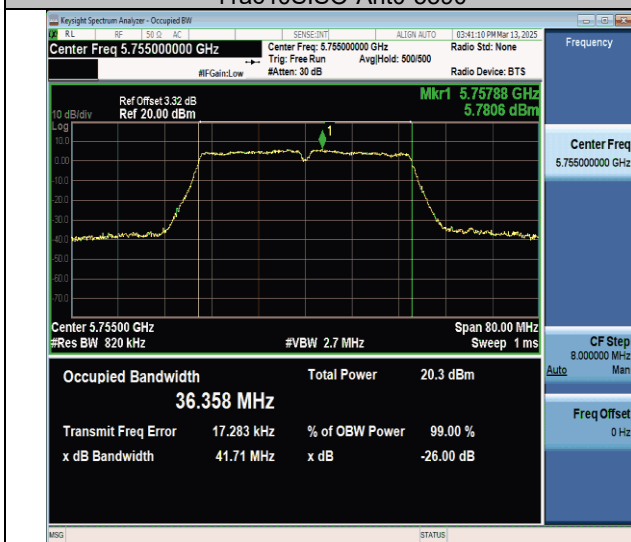 Keysight Spectrum Analyzer - Occupied BW
RL RF 50 Ω AC SENSE:INT ALIGN AUTO 03:41:10 PM Mar 13, 2025
Center Freq 5.755000000 GHz
Center Freq: 5.755000000 GHz
Radio Std: None
Trig: Free Run Avg|Hold: 500/500
#IFGain:Low #Atten: 30 dB Radio Device: BTS
Frequency
Mkr1 5.75788 GHz
5.7806 dBm
Ref Offset 3.32 dB
10 dB/div Ref 20.00 dBm
Log
10.0
0.00
-10.0
-20.0
-30.0
-40.0
-50.0
-60.0
-70.0
1
Center 5.75500 GHz Span 80.00 MHz
#Res BW 820 kHz #VBW 2.7 MHz Sweep 1 ms
Center Freq
5.755000000 GHz
CF Step
8.000000 MHz
Auto Man
Freq Offset
0 Hz
Occupied Bandwidth Total Power 20.3 dBm
36.358 MHz
Transmit Freq Error 17.283 kHz % of OBW Power 99.00 %
x dB Bandwidth 41.71 MHz x dB -26.00 dB
MSG STATUS